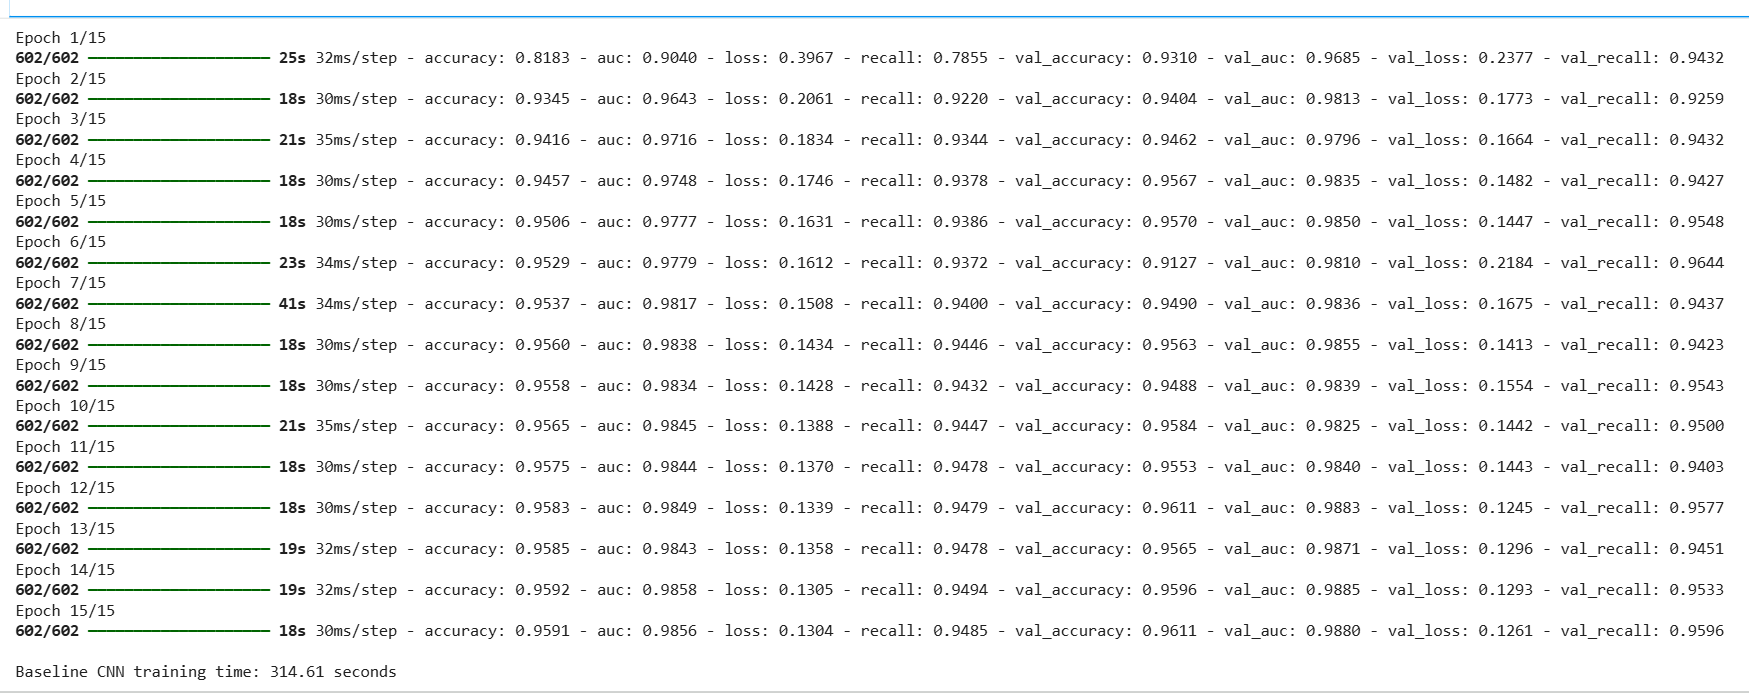 Epoch 1/15
602/602 ━━━━━━━━━━━━━━━━━━━━ 25s 32ms/step - accuracy: 0.8183 - auc: 0.9040 - loss: 0.3967 - recall: 0.7855 - val_accuracy: 0.9310 - val_auc: 0.9685 - val_loss: 0.2377 - val_recall: 0.9432
Epoch 2/15
602/602 ━━━━━━━━━━━━━━━━━━━━ 18s 30ms/step - accuracy: 0.9345 - auc: 0.9643 - loss: 0.2061 - recall: 0.9220 - val_accuracy: 0.9404 - val_auc: 0.9813 - val_loss: 0.1773 - val_recall: 0.9259
Epoch 3/15
602/602 ━━━━━━━━━━━━━━━━━━━━ 21s 35ms/step - accuracy: 0.9416 - auc: 0.9716 - loss: 0.1834 - recall: 0.9344 - val_accuracy: 0.9462 - val_auc: 0.9796 - val_loss: 0.1664 - val_recall: 0.9432
Epoch 4/15
602/602 ━━━━━━━━━━━━━━━━━━━━ 18s 30ms/step - accuracy: 0.9457 - auc: 0.9748 - loss: 0.1746 - recall: 0.9378 - val_accuracy: 0.9567 - val_auc: 0.9835 - val_loss: 0.1482 - val_recall: 0.9427
Epoch 5/15
602/602 ━━━━━━━━━━━━━━━━━━━━ 18s 30ms/step - accuracy: 0.9506 - auc: 0.9777 - loss: 0.1631 - recall: 0.9386 - val_accuracy: 0.9570 - val_auc: 0.9850 - val_loss: 0.1447 - val_recall: 0.9548
Epoch 6/15
602/602 ━━━━━━━━━━━━━━━━━━━━ 23s 34ms/step - accuracy: 0.9529 - auc: 0.9779 - loss: 0.1612 - recall: 0.9372 - val_accuracy: 0.9127 - val_auc: 0.9810 - val_loss: 0.2184 - val_recall: 0.9644
Epoch 7/15
602/602 ━━━━━━━━━━━━━━━━━━━━ 41s 34ms/step - accuracy: 0.9537 - auc: 0.9817 - loss: 0.1508 - recall: 0.9400 - val_accuracy: 0.9490 - val_auc: 0.9836 - val_loss: 0.1675 - val_recall: 0.9437
Epoch 8/15
602/602 ━━━━━━━━━━━━━━━━━━━━ 18s 30ms/step - accuracy: 0.9560 - auc: 0.9838 - loss: 0.1434 - recall: 0.9446 - val_accuracy: 0.9563 - val_auc: 0.9855 - val_loss: 0.1413 - val_recall: 0.9423
Epoch 9/15
602/602 ━━━━━━━━━━━━━━━━━━━━ 18s 30ms/step - accuracy: 0.9558 - auc: 0.9834 - loss: 0.1428 - recall: 0.9432 - val_accuracy: 0.9488 - val_auc: 0.9839 - val_loss: 0.1554 - val_recall: 0.9543
Epoch 10/15
602/602 ━━━━━━━━━━━━━━━━━━━━ 21s 35ms/step - accuracy: 0.9565 - auc: 0.9845 - loss: 0.1388 - recall: 0.9447 - val_accuracy: 0.9584 - val_auc: 0.9825 - val_loss: 0.1442 - val_recall: 0.9500
Epoch 11/15
602/602 ━━━━━━━━━━━━━━━━━━━━ 18s 30ms/step - accuracy: 0.9575 - auc: 0.9844 - loss: 0.1370 - recall: 0.9478 - val_accuracy: 0.9553 - val_auc: 0.9840 - val_loss: 0.1443 - val_recall: 0.9403
Epoch 12/15
602/602 ━━━━━━━━━━━━━━━━━━━━ 18s 30ms/step - accuracy: 0.9583 - auc: 0.9849 - loss: 0.1339 - recall: 0.9479 - val_accuracy: 0.9611 - val_auc: 0.9883 - val_loss: 0.1245 - val_recall: 0.9577
Epoch 13/15
602/602 ━━━━━━━━━━━━━━━━━━━━ 19s 32ms/step - accuracy: 0.9585 - auc: 0.9843 - loss: 0.1358 - recall: 0.9478 - val_accuracy: 0.9565 - val_auc: 0.9871 - val_loss: 0.1296 - val_recall: 0.9451
Epoch 14/15
602/602 ━━━━━━━━━━━━━━━━━━━━ 19s 32ms/step - accuracy: 0.9592 - auc: 0.9858 - loss: 0.1305 - recall: 0.9494 - val_accuracy: 0.9596 - val_auc: 0.9885 - val_loss: 0.1293 - val_recall: 0.9533
Epoch 15/15
602/602 ━━━━━━━━━━━━━━━━━━━━ 18s 30ms/step - accuracy: 0.9591 - auc: 0.9856 - loss: 0.1304 - recall: 0.9485 - val_accuracy: 0.9611 - val_auc: 0.9880 - val_loss: 0.1261 - val_recall: 0.9596
Baseline CNN training time: 314.61 seconds